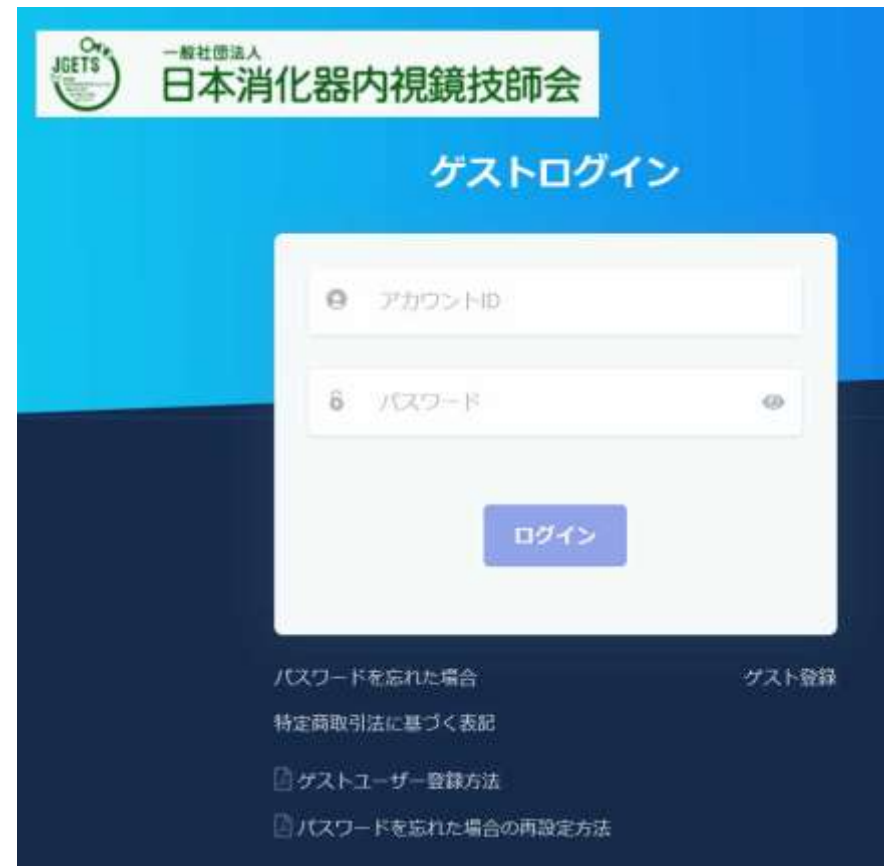 JGETS
一般社団法人
日本消化器内視鏡技師会
ゲストログイン
アカウントID
パスワード
ログイン
パスワードを忘れた場合
ゲスト登録
特定商取引法に基づく表記
ゲストユーザー登録方法
パスワードを忘れた場合の再設定方法